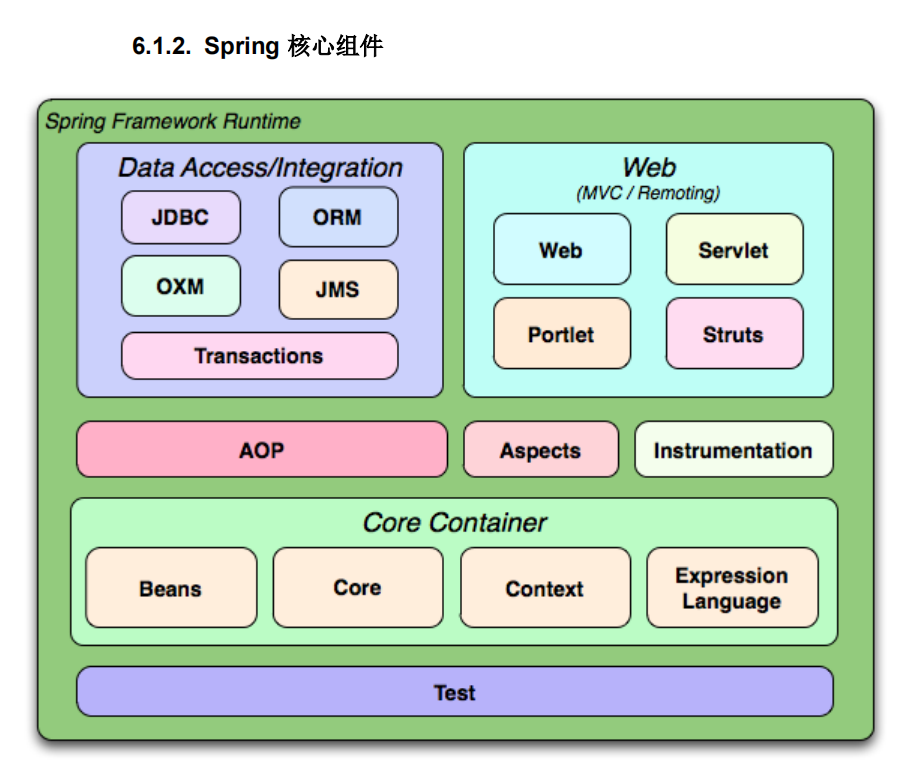 6.1.2. Spring 核心组件
Spring Framework Runtime
Data Access/Integration
JDBC
ORM
OXM
JMS
Transactions
Web
(MVC / Remoting)
Web
Servlet
Portlet
Struts
AOP
Aspects
Instrumentation
Core Container
Beans
Core
Context
Expression
Language
Test